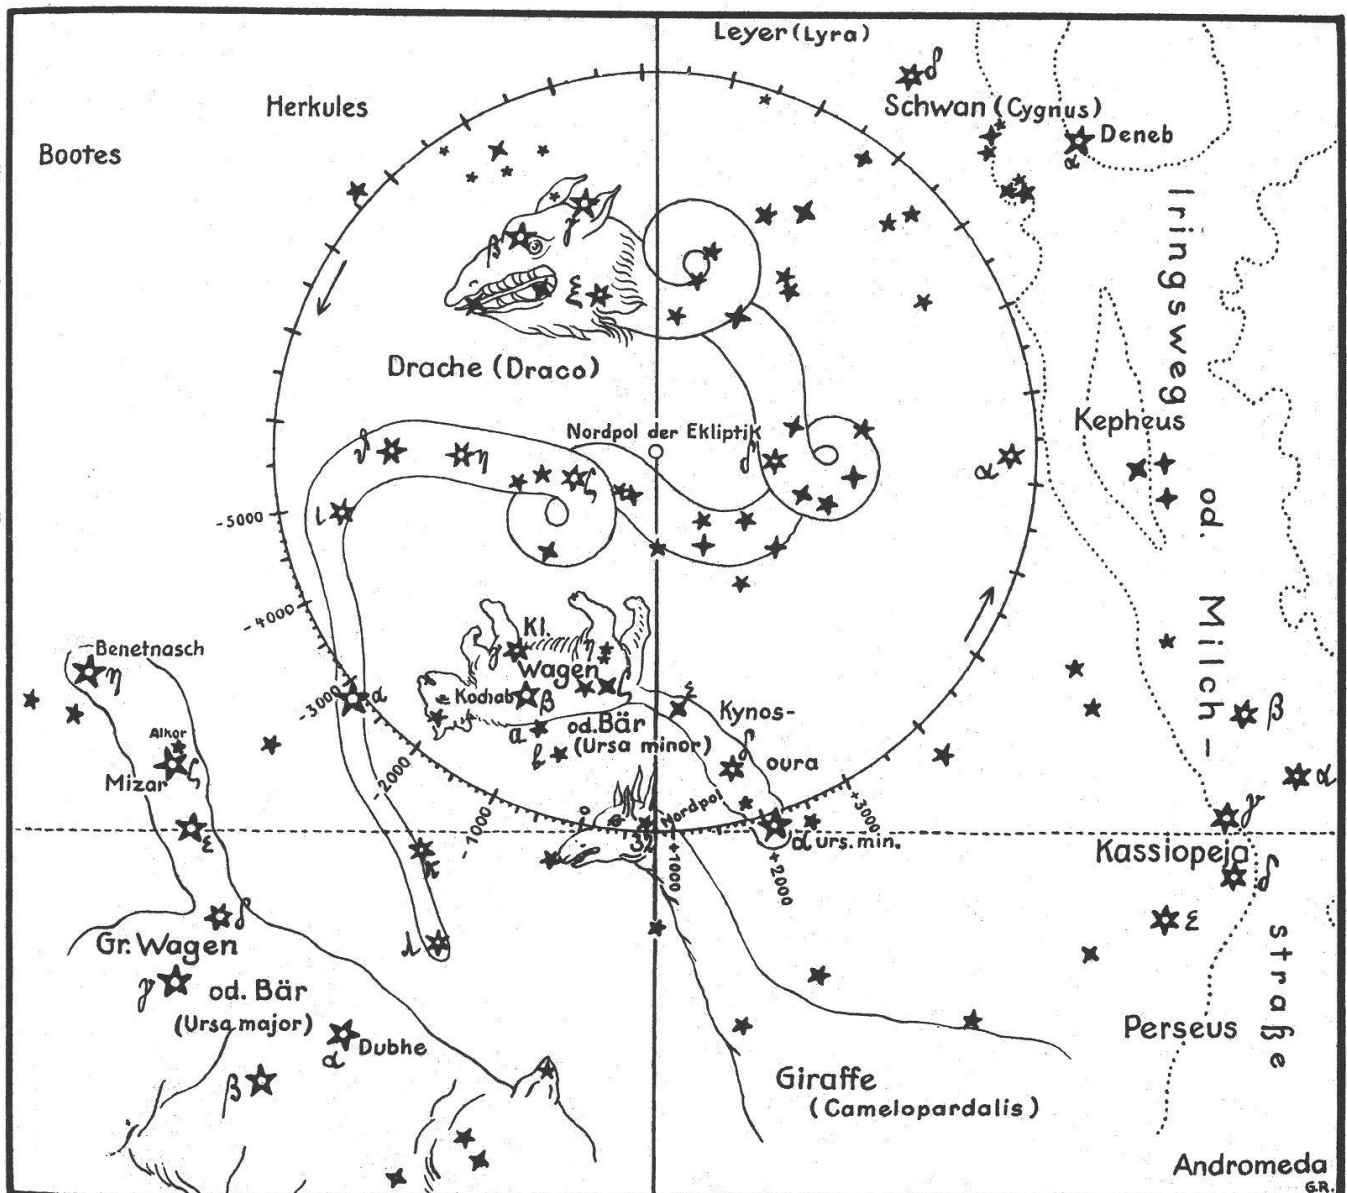 Leyer (Lyra)
δ
Herkules
Schwan (Cygnus)
Deneb
α
Bootes
β
γ
ξ
Iringsweg od. Milch-straße
Drache (Draco)
Kepheus
Nordpol der Ekliptik
ϑ
η
ζ
δ
α
ι
-5000
-4000
-3000
-2000
-1000
0
+1000
+2000
+3000
Benetnasch
η
Kl.
γ
η
Wagen
ζ
Kochab
β
ε
Kynos-
oura
a
od. Bär
b
(Ursa minor)
δ
α
Alkor
Mizar
ζ
β
α
γ
Nordpol
32
ε
α Urs. min.
κ
Kassiopeja
δ
λ
δ
ε
Gr. Wagen
γ
od. Bär
(Ursa major)
α
Dubhe
β
Perseus
Giraffe
(Camelopardalis)
Andromeda
G.R.